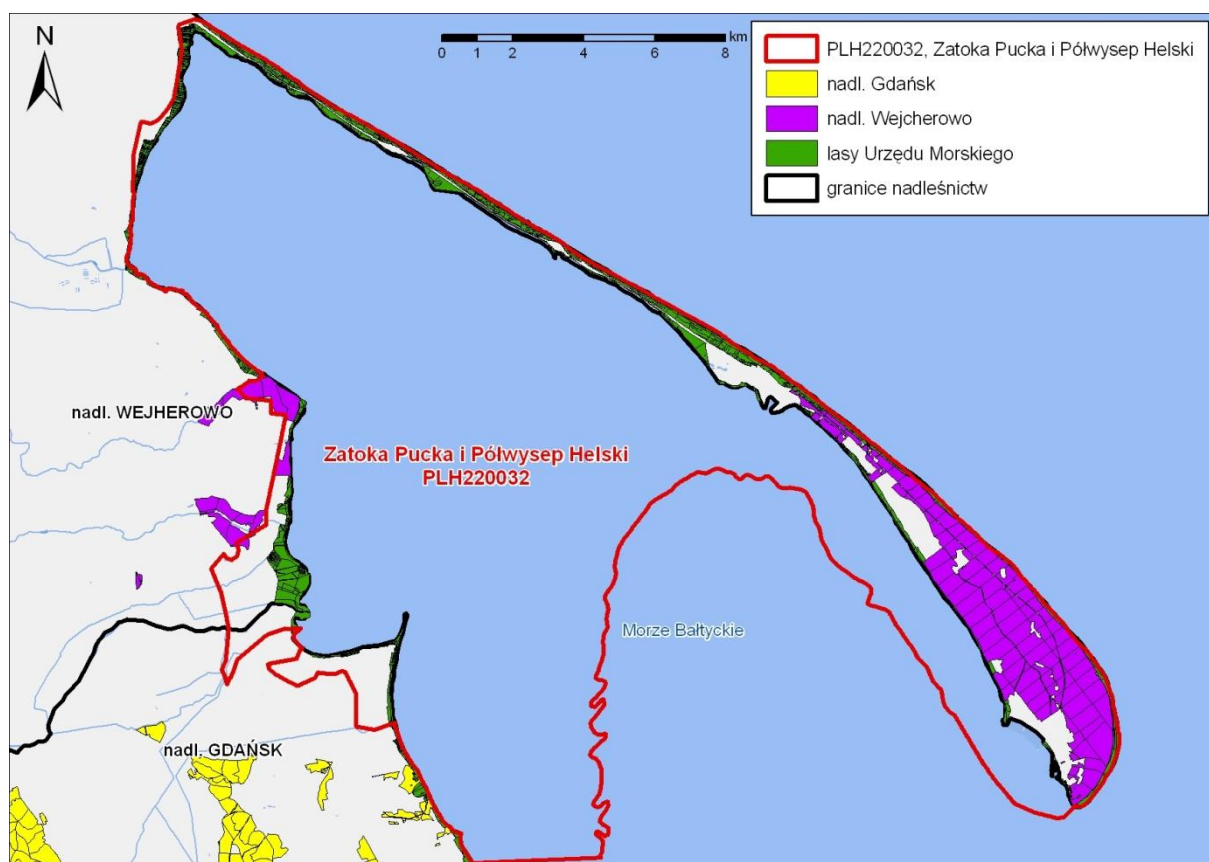 N
km
0 1 2 4 6 8
PLH220032, Zatoka Pucka i Półwysep Helski
nadl. Gdańsk
nadl. Wejcherowo
lasy Urzędu Morskiego
granice nadleśnictw
nadl. WEJHEROWO
Zatoka Pucka i Półwysep Helski
PLH220032
Morze Bałtyckie
nadl. GDAŃSK